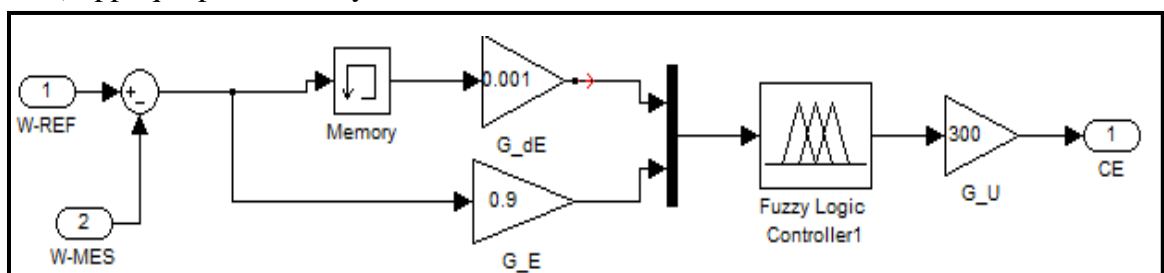 1
W-REF
+
-
Memory
0.001
G_dE
0.9
G_E
2
W-MES
Fuzzy Logic
Controller1
300
G_U
1
CE